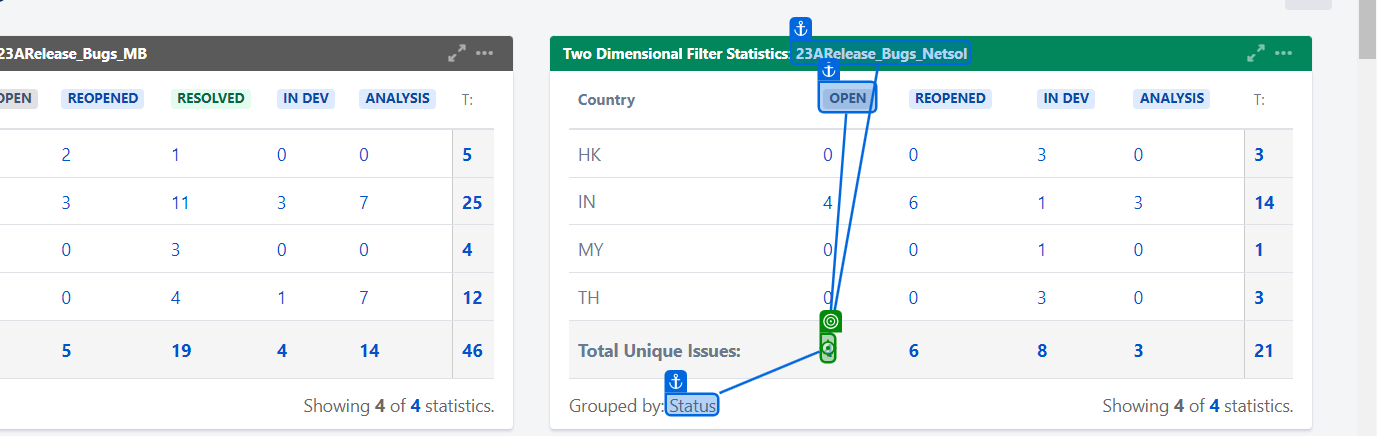 23ARelease_Bugs_MB
OPEN REOPENED RESOLVED IN DEV ANALYSIS T:
2 1 0 0 5
3 11 3 7 25
0 3 0 0 4
0 4 1 7 12
5 19 4 14 46
Showing 4 of 4 statistics.
Two Dimensional Filter Statistics: 23ARelease_Bugs_Netsol
Country OPEN REOPENED IN DEV ANALYSIS T:
HK 0 0 3 0 3
IN 4 6 1 3 14
MY 0 0 1 0 1
TH 0 0 3 0 3
Total Unique Issues: 6 8 3 21
Grouped by: Status Showing 4 of 4 statistics.